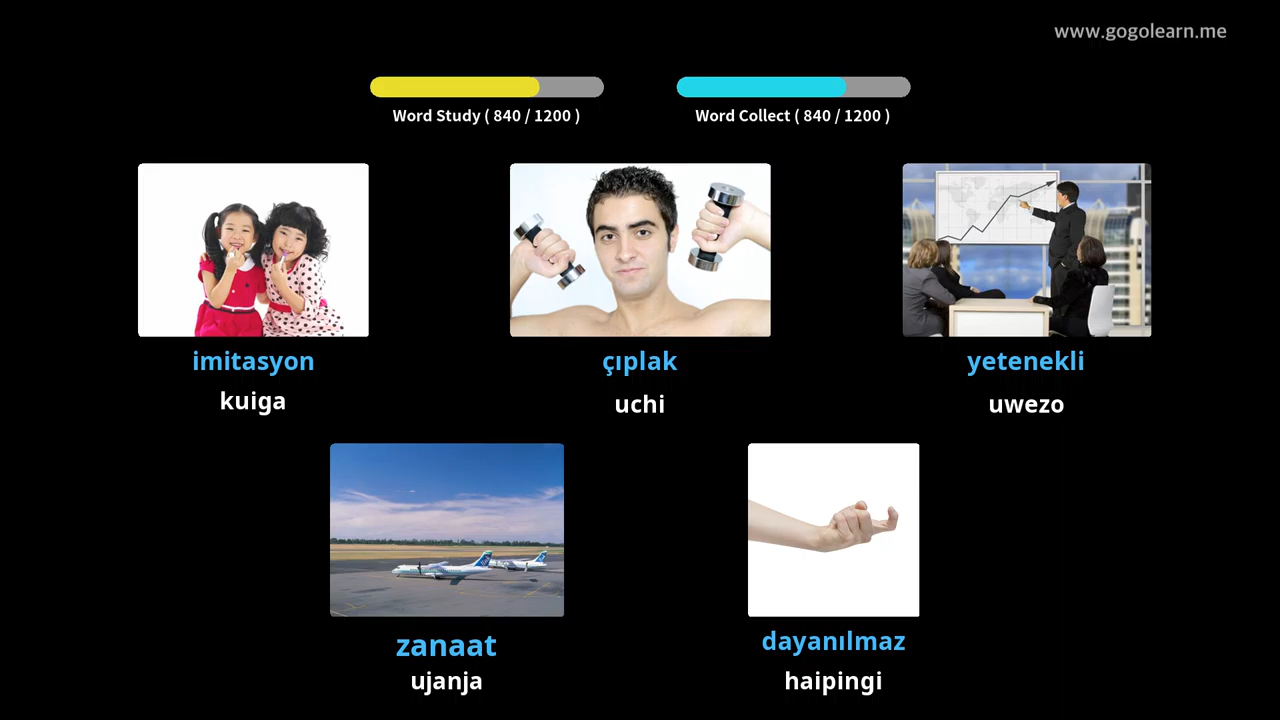 www.gogolearn.me
Word Study ( 840 / 1200 )
Word Collect ( 840 / 1200 )
imitasyon
kuiga
çıplak
uchi
yetenekli
uwezo
zanaat
ujanja
dayanılmaz
haipingi